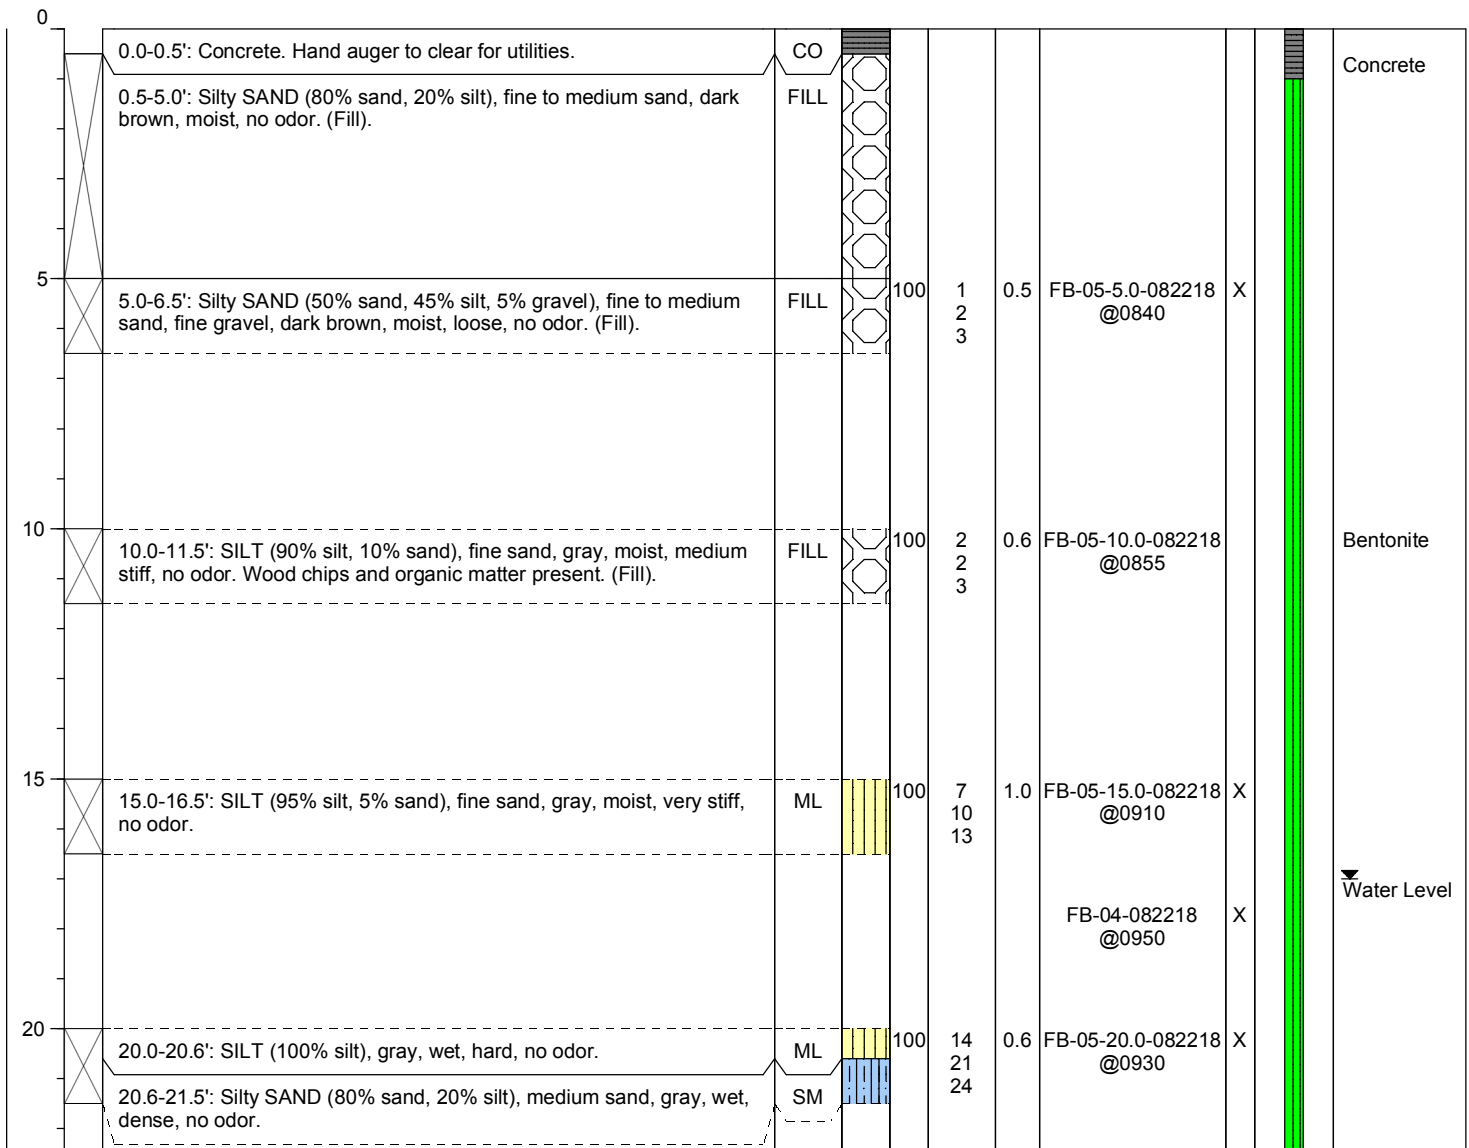 0
0.0-0.5': Concrete. Hand auger to clear for utilities.
CO
Concrete
0.5-5.0': Silty SAND (80% sand, 20% silt), fine to medium sand, dark
brown, moist, no odor. (Fill).
FILL
5
5.0-6.5': Silty SAND (50% sand, 45% silt, 5% gravel), fine to medium
sand, fine gravel, dark brown, moist, loose, no odor. (Fill).
FILL
100
1
2
3
0.5
FB-05-5.0-082218
@0840
X
10
10.0-11.5': SILT (90% silt, 10% sand), fine sand, gray, moist, medium
stiff, no odor. Wood chips and organic matter present. (Fill).
FILL
100
2
2
3
0.6
FB-05-10.0-082218
@0855
Bentonite
15
15.0-16.5': SILT (95% silt, 5% sand), fine sand, gray, moist, very stiff,
no odor.
ML
100
7
10
13
1.0
FB-05-15.0-082218
@0910
X
Water Level
FB-04-082218
@0950
X
20
20.0-20.6': SILT (100% silt), gray, wet, hard, no odor.
ML
100
14
21
24
0.6
FB-05-20.0-082218
@0930
X
20.6-21.5': Silty SAND (80% sand, 20% silt), medium sand, gray, wet,
dense, no odor.
SM